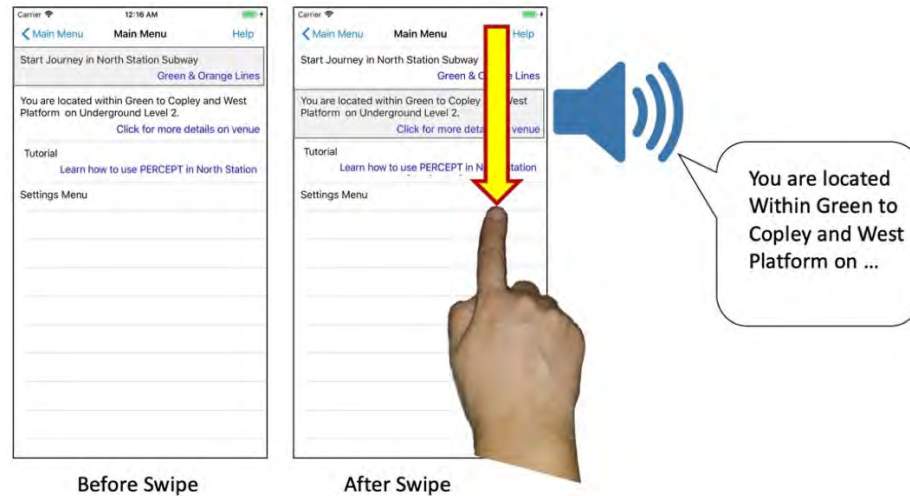 Carrier 12:16 AM
Main Menu Main Menu Help
Start Journey in North Station Subway
Green & Orange Lines
You are located within Green to Copley and West
Platform on Underground Level 2.
Click for more details on venue
Tutorial
Learn how to use PERCEPT in North Station
Settings Menu
Before Swipe
Carrier 12:16 AM
Main Menu Main Menu Help
Start Journey in North Station Subway
Green & Lines
You are located within Green to Copley West
Platform on Underground Level 2.
Click for more venue
Tutorial
Learn how to use PERCEPT in
Settings Menu
After Swipe
You are located
Within Green to
Copley and West
Platform on ...